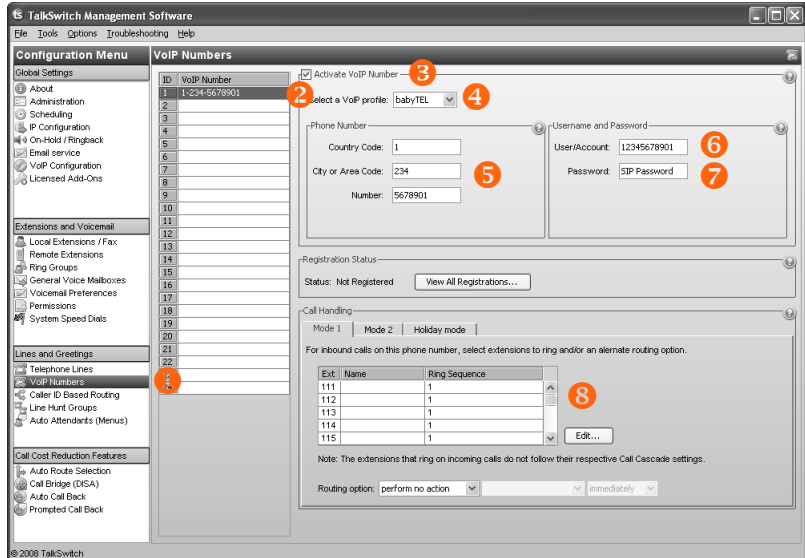 ts TalkSwitch Management Software
File Tools Options Troubleshooting Help
Configuration Menu
Global Settings
About
Administration
Scheduling
IP Configuration
On-Hold / Ringback
Email service
VoIP Configuration
Licensed Add-Ons
Extensions and Voicemail
Local Extensions / Fax
Remote Extensions
Ring Groups
General Voice Mailboxes
Voicemail Preferences
Permissions
System Speed Dials
Lines and Greetings
Telephone Lines
VoIP Numbers
Caller ID Based Routing
Line Hunt Groups
Auto Attendants (Menus)
Call Cost Reduction Features
Auto Route Selection
Call Bridge (DISA)
Auto Call Back
Prompted Call Back
© 2008 TalkSwitch
VoIP Numbers
ID VoIP Number
1 1-234-5678901
2
3
4
5
6
7
8
9
10
11
12
13
14
15
16
17
18
19
20
21
22
1
2
Activate VoIP Number
3
Select a VoIP profile: babyTEL
4
Phone Number
Country Code: 1
City or Area Code: 234
Number: 5678901
5
Username and Password
User/Account: 12345678901
6
Password: SIP Password
7
Registration Status
Status: Not Registered View All Registrations...
Call Handling
Mode 1 Mode 2 Holiday mode
For inbound calls on this phone number, select extensions to ring and/or an alernate routing option.
Ext Name Ring Sequence
111 1
112 1
113 1
114 1
115 1
8
Edit...
Note: The extensions that ring on incoming calls do not follow their respective Call Cascade settings.
Routing option: perform no action immediately